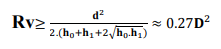 Rv≥ d² / 2.(h₀+h₁+2√h₀.h₁) ≈ 0.27D²